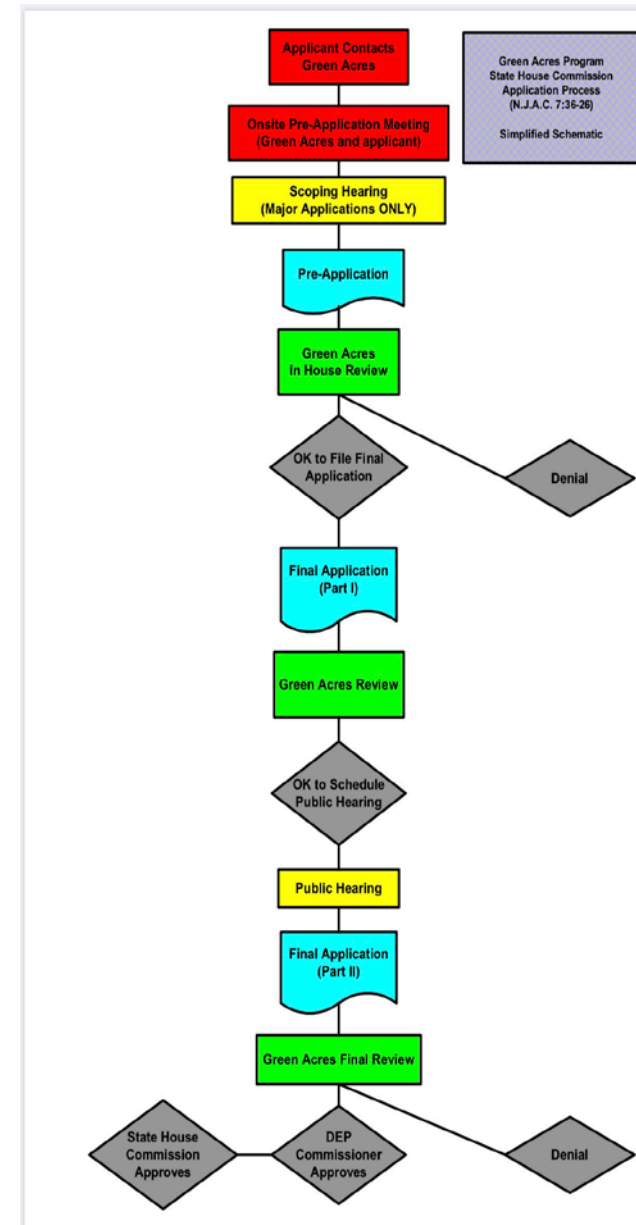 Applicant Contacts
Green Acres
Green Acres Program
State House Commission
Application Process
(N.J.A.C. 7:36-26)
Simplified Schematic
Onsite Pre-Application Meeting
(Green Acres and applicant)
Scoping Hearing
(Major Applications ONLY)
Pre-Application
Green Acres
In House Review
OK to File Final
Application
Denial
Final Application
(Part I)
Green Acres Review
OK to Schedule
Public Hearing
Public Hearing
Final Application
(Part II)
Green Acres Final Review
State House
Commission
Approves
DEP
Commissioner
Approves
Denial